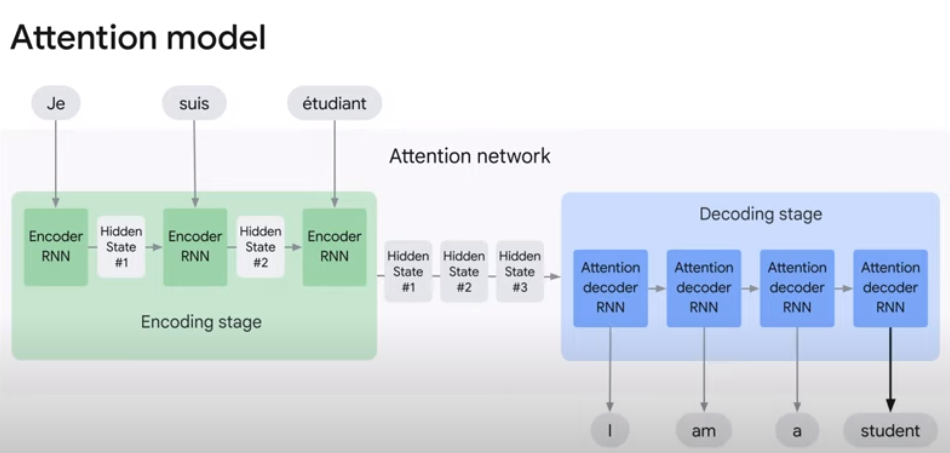 Attention model
Je
suis
étudiant
Attention network
Encoder
RNN
Hidden
State
#1
Encoder
RNN
Hidden
State
#2
Encoder
RNN
Encoding stage
Hidden
State
#1
Hidden
State
#2
Hidden
State
#3
Decoding stage
Attention
decoder
RNN
Attention
decoder
RNN
Attention
decoder
RNN
Attention
decoder
RNN
I
am
a
student